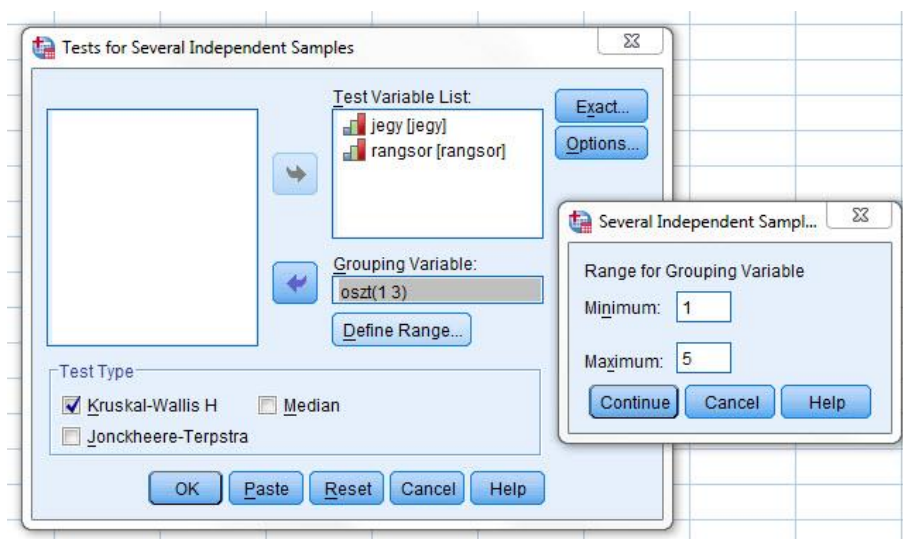 Tests for Several Independent Samples
Test Variable List:
jegy [jegy]
rangsor [rangsor]
Exact...
Options...
Grouping Variable:
oszt(1 3)
Define Range...
Test Type
Kruskal-Wallis H
Median
Jonckheere-Terpstra
OK
Paste
Reset
Cancel
Help
Several Independent Sampl...
Range for Grouping Variable
Minimum: 1
Maximum: 5
Continue
Cancel
Help